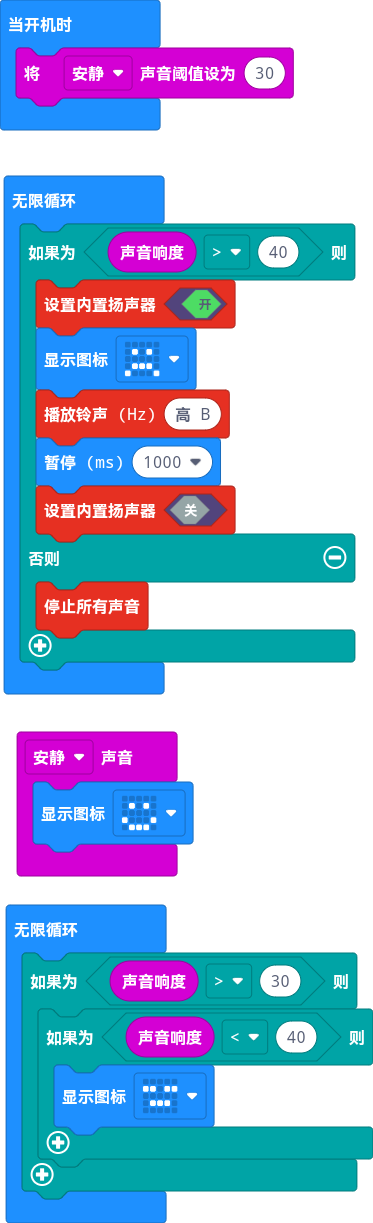 当开机时
将 安静 声音阈值设为 30
无限循环
如果为 声音响度 > 40 则
设置内置扬声器 开
显示图标
播放铃声 (Hz) 高 B
暂停 (ms) 1000
设置内置扬声器 关
否则
停止所有声音
安静 声音
显示图标
无限循环
如果为 声音响度 > 30 则
如果为 声音响度 < 40 则
显示图标